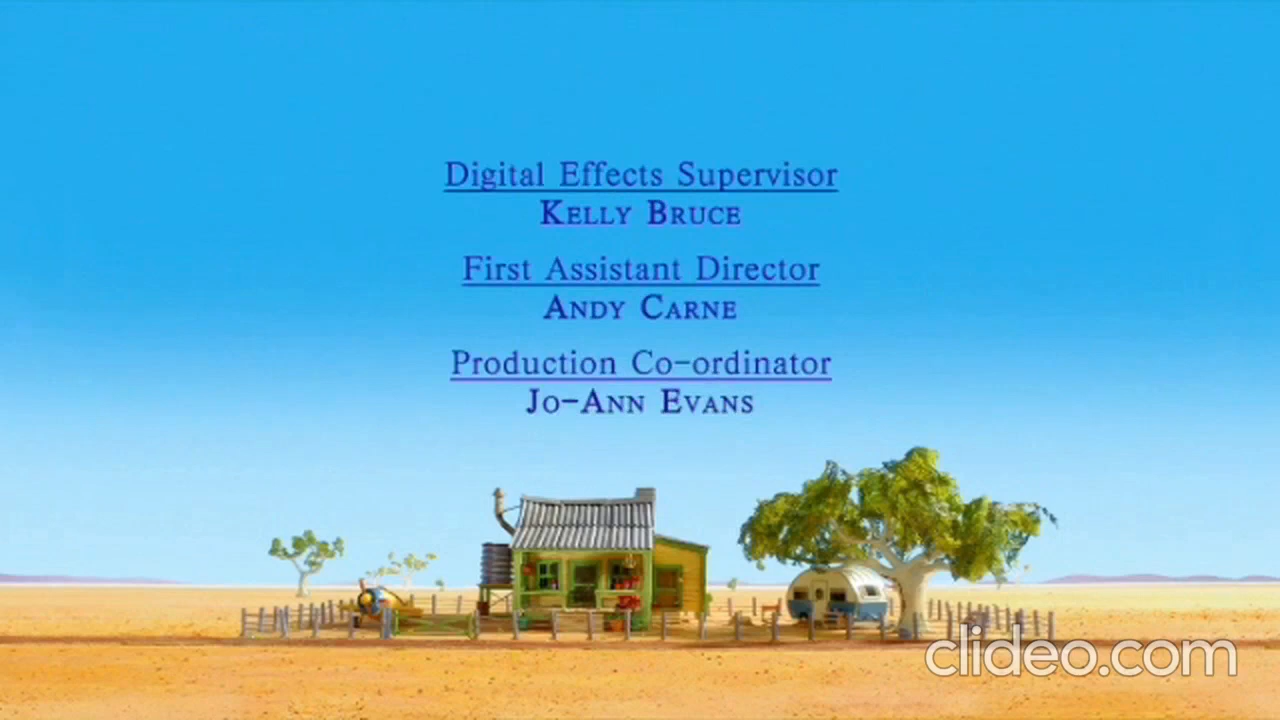 Digital Effects Supervisor
KELLY BRUCE
First Assistant Director
ANDY CARNE
Production Co-ordinator
JO-ANN EVANS
clideo.com